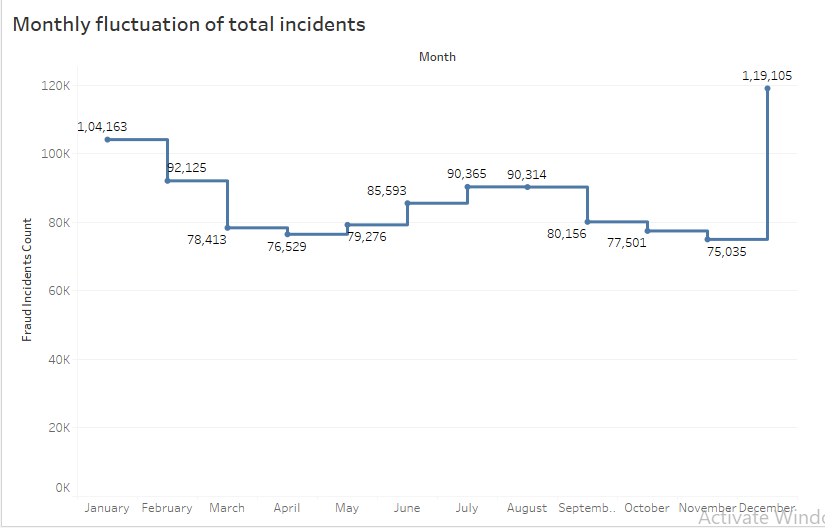 Monthly fluctuation of total incidents
Month
120K
100K
80K
60K
40K
20K
0K
Fraud Incidents Count
1,04,163
92,125
78,413
76,529
79,276
85,593
90,365
90,314
80,156
77,501
75,035
1,19,105
January February March April May June July August Septemb.. October November December
Activate Windo